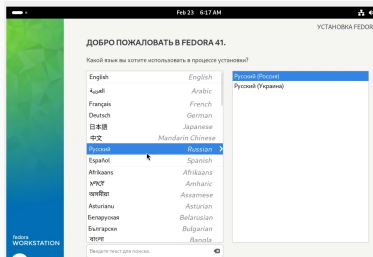 Feb 23 6:17 AM
УСТАНОВКА FEDOR
ДОБРО ПОЖАЛОВАТЬ В FEDORA 41.
Какой язык вы хотите использовать в процессе установки?
English English
العربية Arabic
Français French
Deutsch German
日本語 Japanese
中文 Mandarin Chinese
Русский Russian
Español Spanish
Afrikaans Afrikaans
አማርኛ Amharic
অসমীয়া Assamese
Asturianu Asturian
Беларуская Belarusian
Български Bulgarian
বাংলা Bangla
Русский (Россия)
Русский (Украина)
Введите текст для поиска.
fedora
WORKSTATION